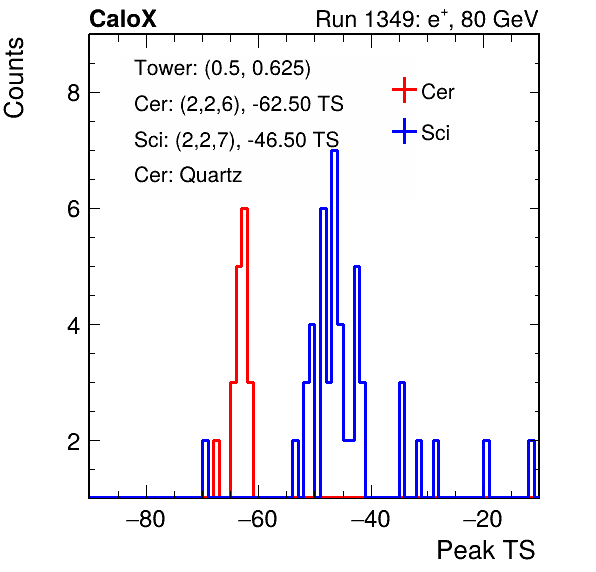 CaloX Run 1349: e+, 80 GeV
Counts
Tower: (0.5, 0.625)
Cer: (2,2,6), -62.50 TS
Sci: (2,2,7), -46.50 TS
Cer: Quartz
Cer
Sci
8
6
4
2
−80 −60 −40 −20
Peak TS